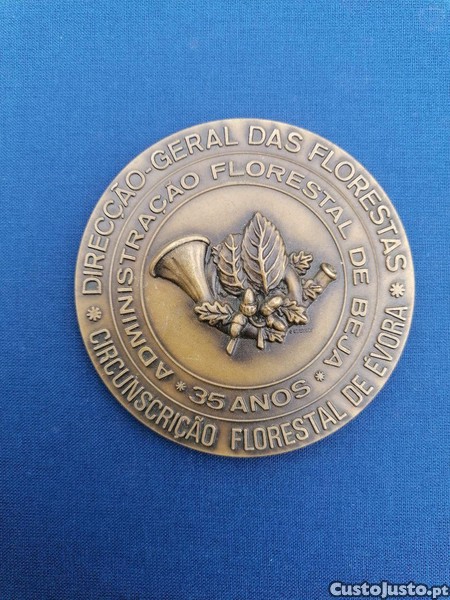 DIRECÇÃO-GERAL DAS FLORESTAS
* CIRCUNSCRIÇÃO FLORESTAL DE ÉVORA *
ADMINISTRAÇÃO FLORESTAL DE BEJA
* 35 ANOS *
CustoJusto.pt